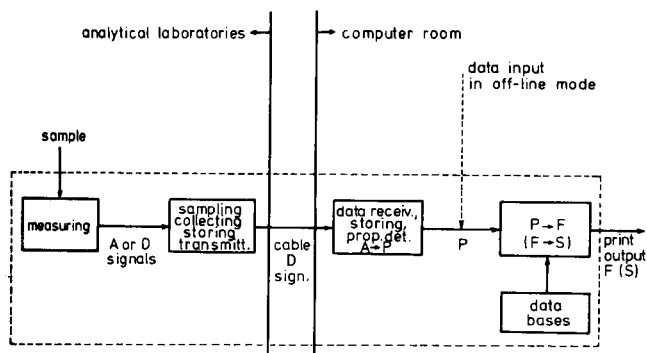 analytical laboratories
computer room
data input
in off-line mode
sample
measuring
A or D
signals
sampling
collecting
storing
transmitt.
cable
D
sign.
data receiv.,
storing,
prop. det.
A→P
P
P→F
(F→S)
print
output
F (S)
data
bases